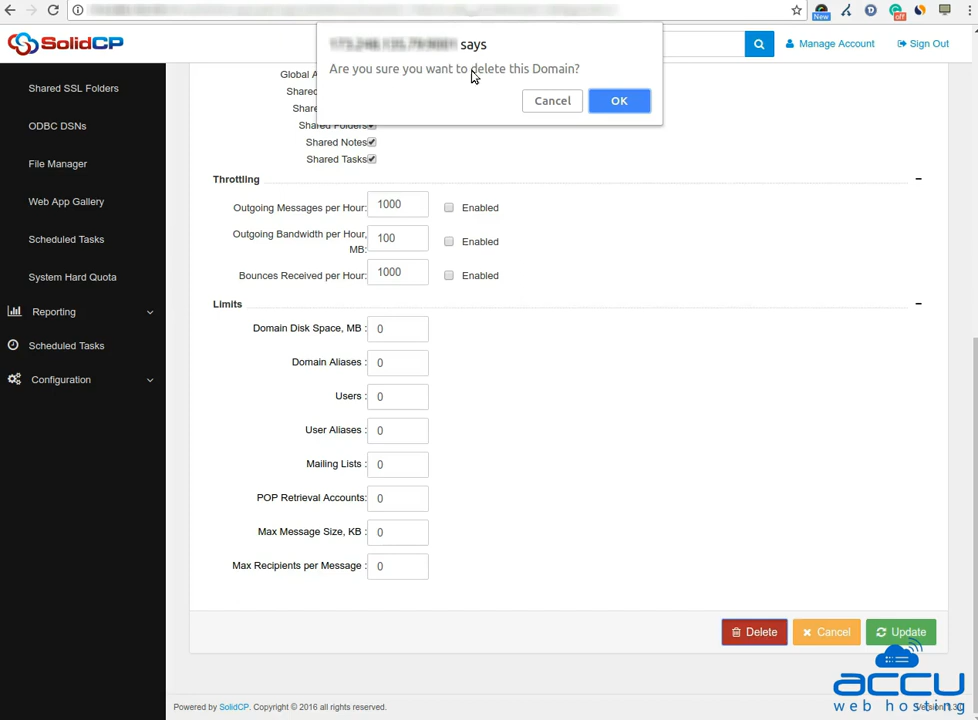 New
off
SolidCP
says
Are you sure you want to delete this Domain?
Cancel
OK
Manage Account
Sign Out
Shared SSL Folders
ODBC DSNs
File Manager
Web App Gallery
Scheduled Tasks
System Hard Quota
Reporting
Scheduled Tasks
Configuration
Global A
Shared
Share
Shared Folders
Shared Notes
Shared Tasks
Throttling
Outgoing Messages per Hour: 1000 Enabled
Outgoing Bandwidth per Hour, MB: 100 Enabled
Bounces Received per Hour: 1000 Enabled
Limits
Domain Disk Space, MB : 0
Domain Aliases : 0
Users : 0
User Aliases : 0
Mailing Lists : 0
POP Retrieval Accounts: 0
Max Message Size, KB : 0
Max Recipients per Message : 0
Delete
Cancel
Update
Powered by SolidCP. Copyright © 2016 all rights reserved.
accu
web hosting